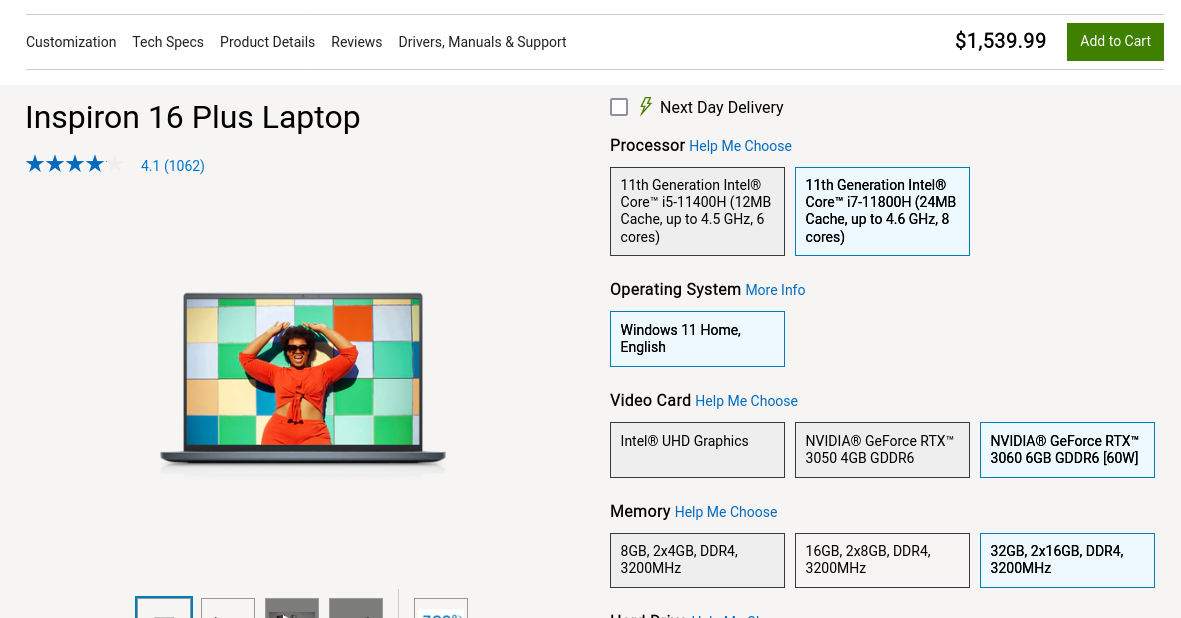 Customization Tech Specs Product Details Reviews Drivers, Manuals & Support $1,539.99 Add to Cart
Inspiron 16 Plus Laptop
4.1 (1062)
Next Day Delivery
Processor Help Me Choose
11th Generation Intel®
Core™ i5-11400H (12MB
Cache, up to 4.5 GHz, 6
cores)
11th Generation Intel®
Core™ i7-11800H (24MB
Cache, up to 4.6 GHz, 8
cores)
Operating System More Info
Windows 11 Home,
English
Video Card Help Me Choose
Intel® UHD Graphics
NVIDIA® GeForce RTX™
3050 4GB GDDR6
NVIDIA® GeForce RTX™
3060 6GB GDDR6 [60W]
Memory Help Me Choose
8GB, 2x4GB, DDR4,
3200MHz
16GB, 2x8GB, DDR4,
3200MHz
32GB, 2x16GB, DDR4,
3200MHz